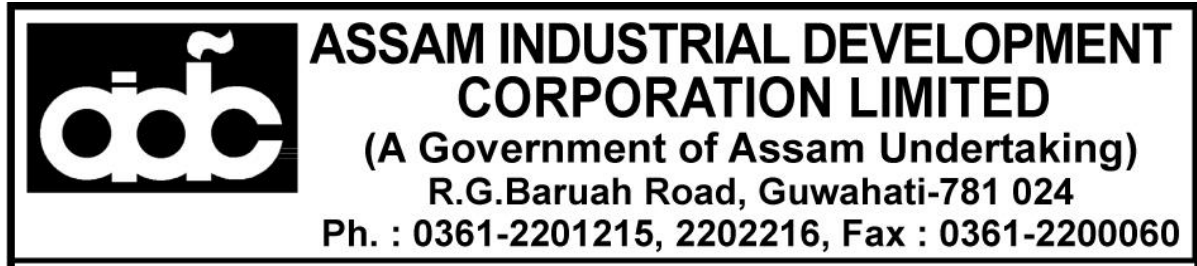 aidc
ASSAM INDUSTRIAL DEVELOPMENT
CORPORATION LIMITED
(A Government of Assam Undertaking)
R.G.Baruah Road, Guwahati-781 024
Ph. : 0361-2201215, 2202216, Fax : 0361-2200060